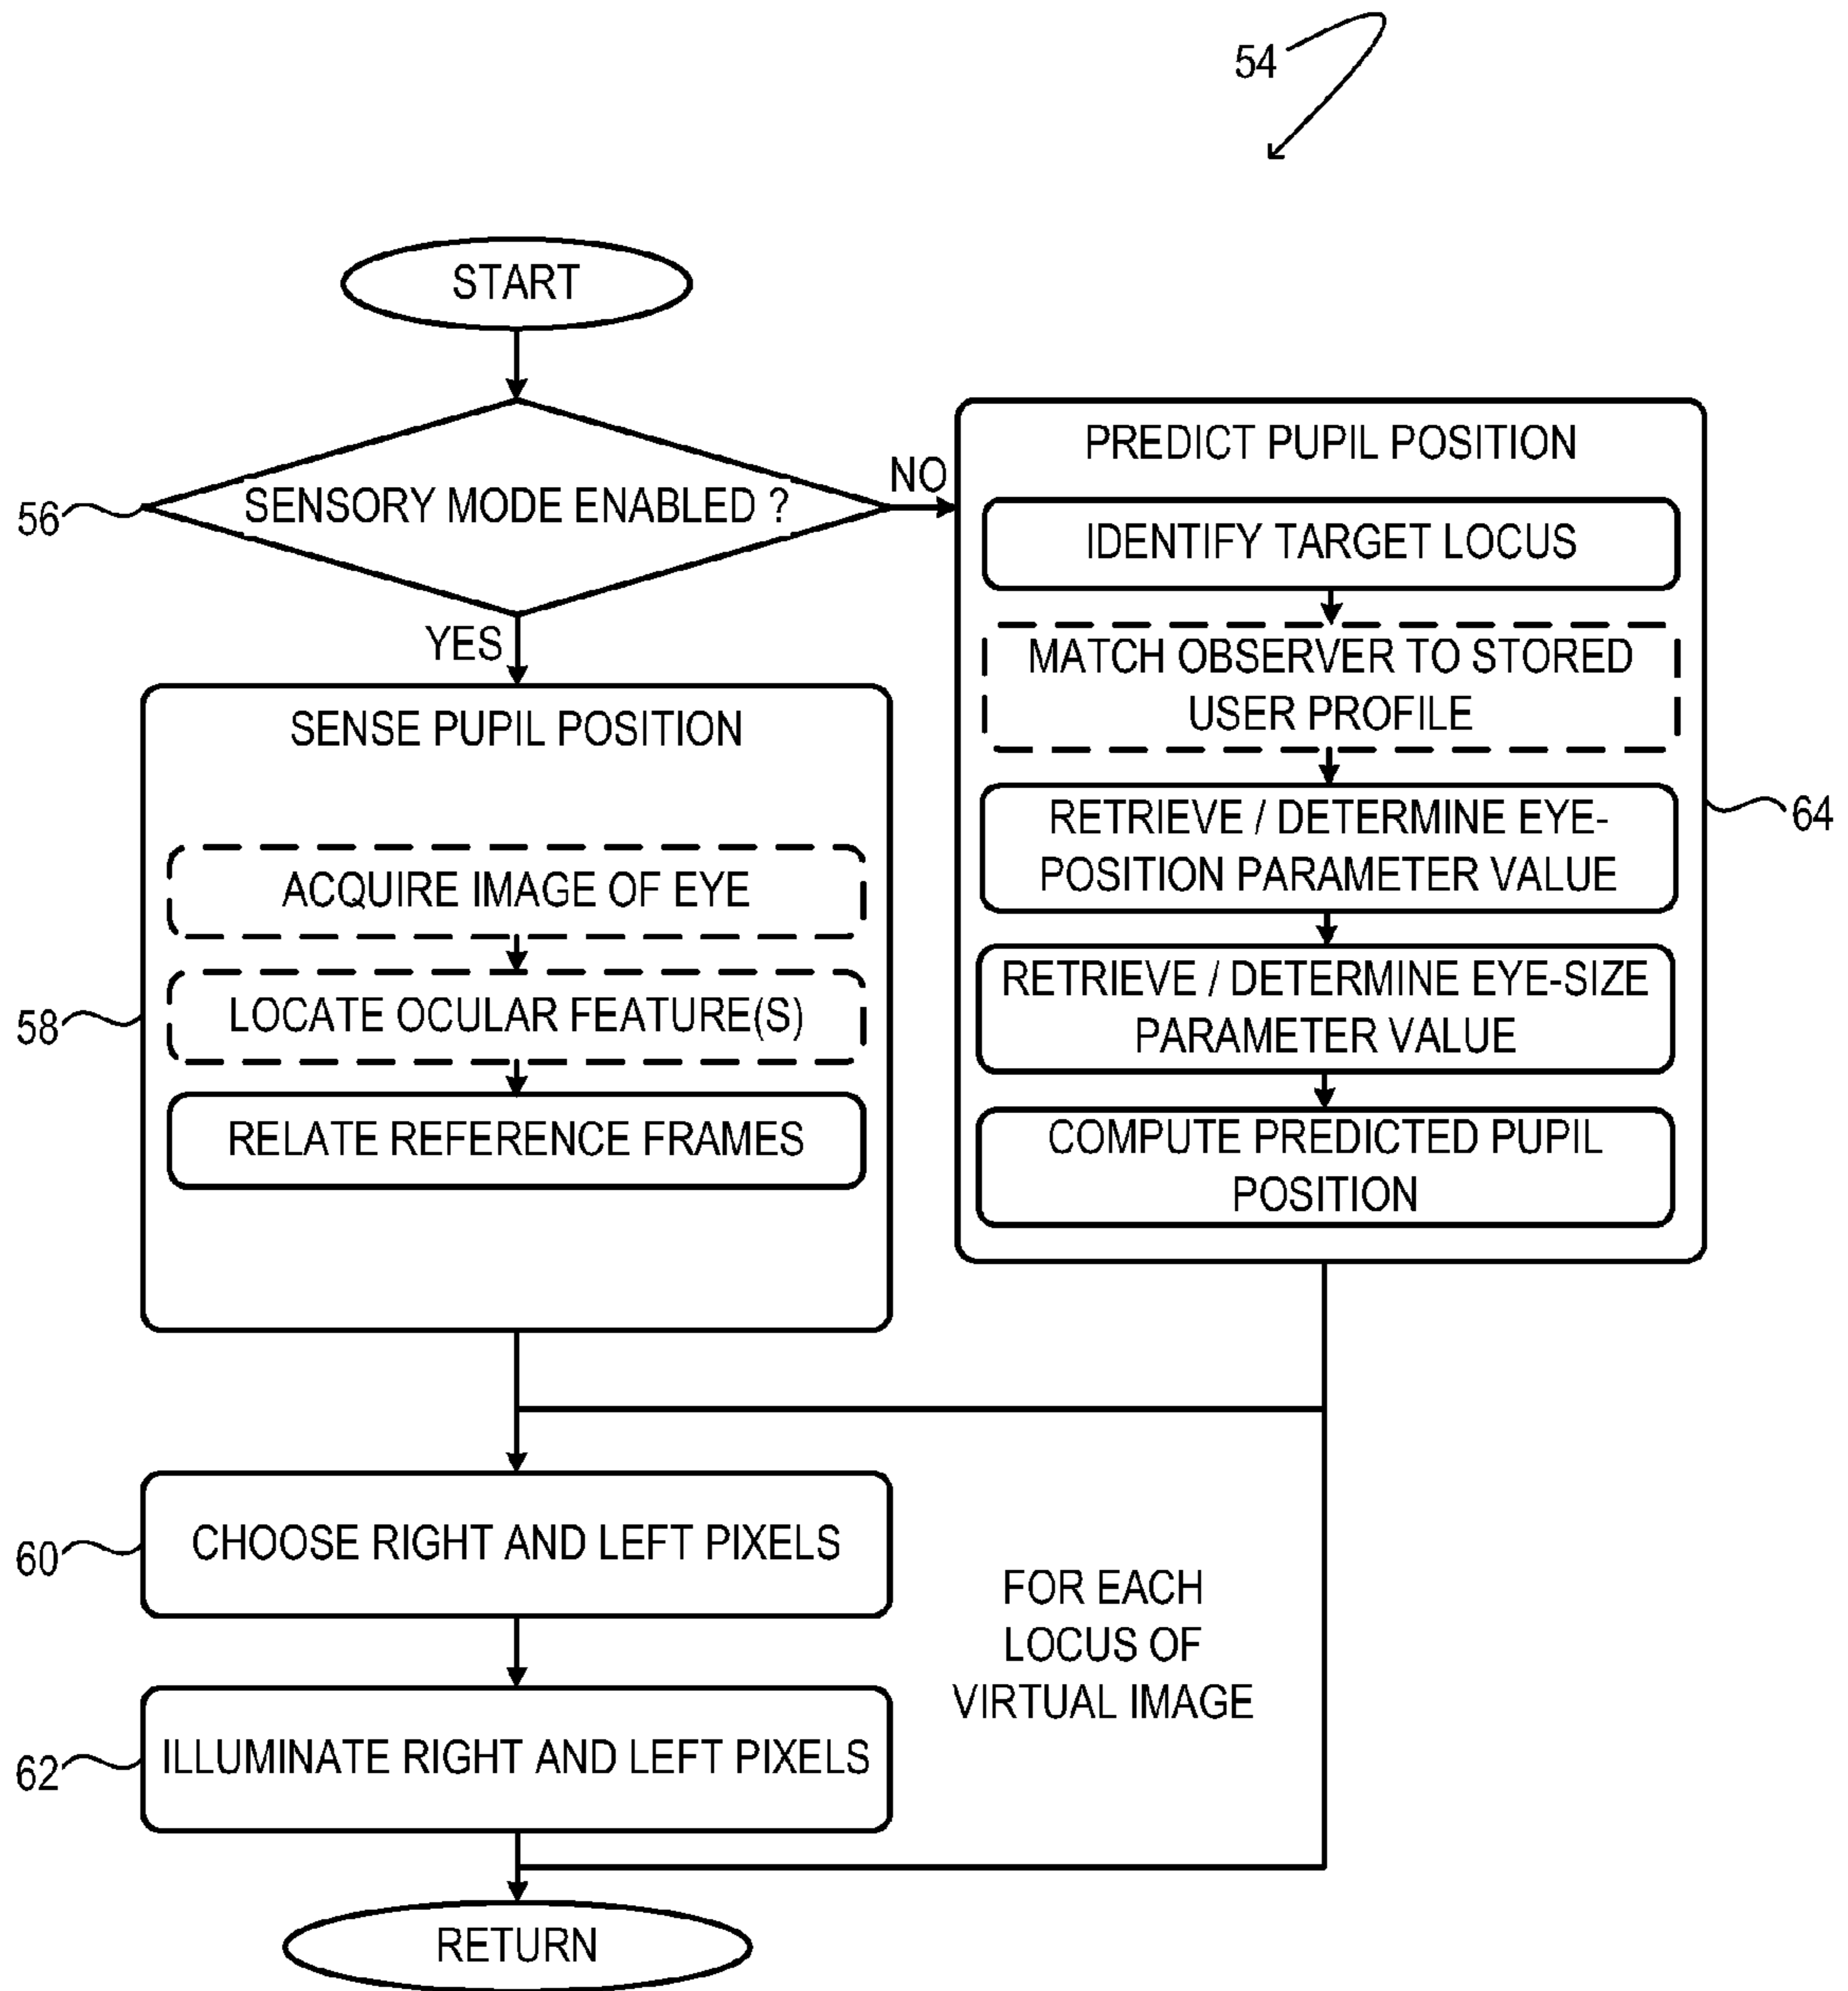 54
START
56
SENSORY MODE ENABLED ?
NO
YES
PREDICT PUPIL POSITION
IDENTIFY TARGET LOCUS
MATCH OBSERVER TO STORED
USER PROFILE
RETRIEVE / DETERMINE EYE-
POSITION PARAMETER VALUE
RETRIEVE / DETERMINE EYE-SIZE
PARAMETER VALUE
COMPUTE PREDICTED PUPIL
POSITION
64
SENSE PUPIL POSITION
ACQUIRE IMAGE OF EYE
LOCATE OCULAR FEATURE(S)
RELATE REFERENCE FRAMES
58
CHOOSE RIGHT AND LEFT PIXELS
60
FOR EACH
LOCUS OF
VIRTUAL IMAGE
ILLUMINATE RIGHT AND LEFT PIXELS
62
RETURN